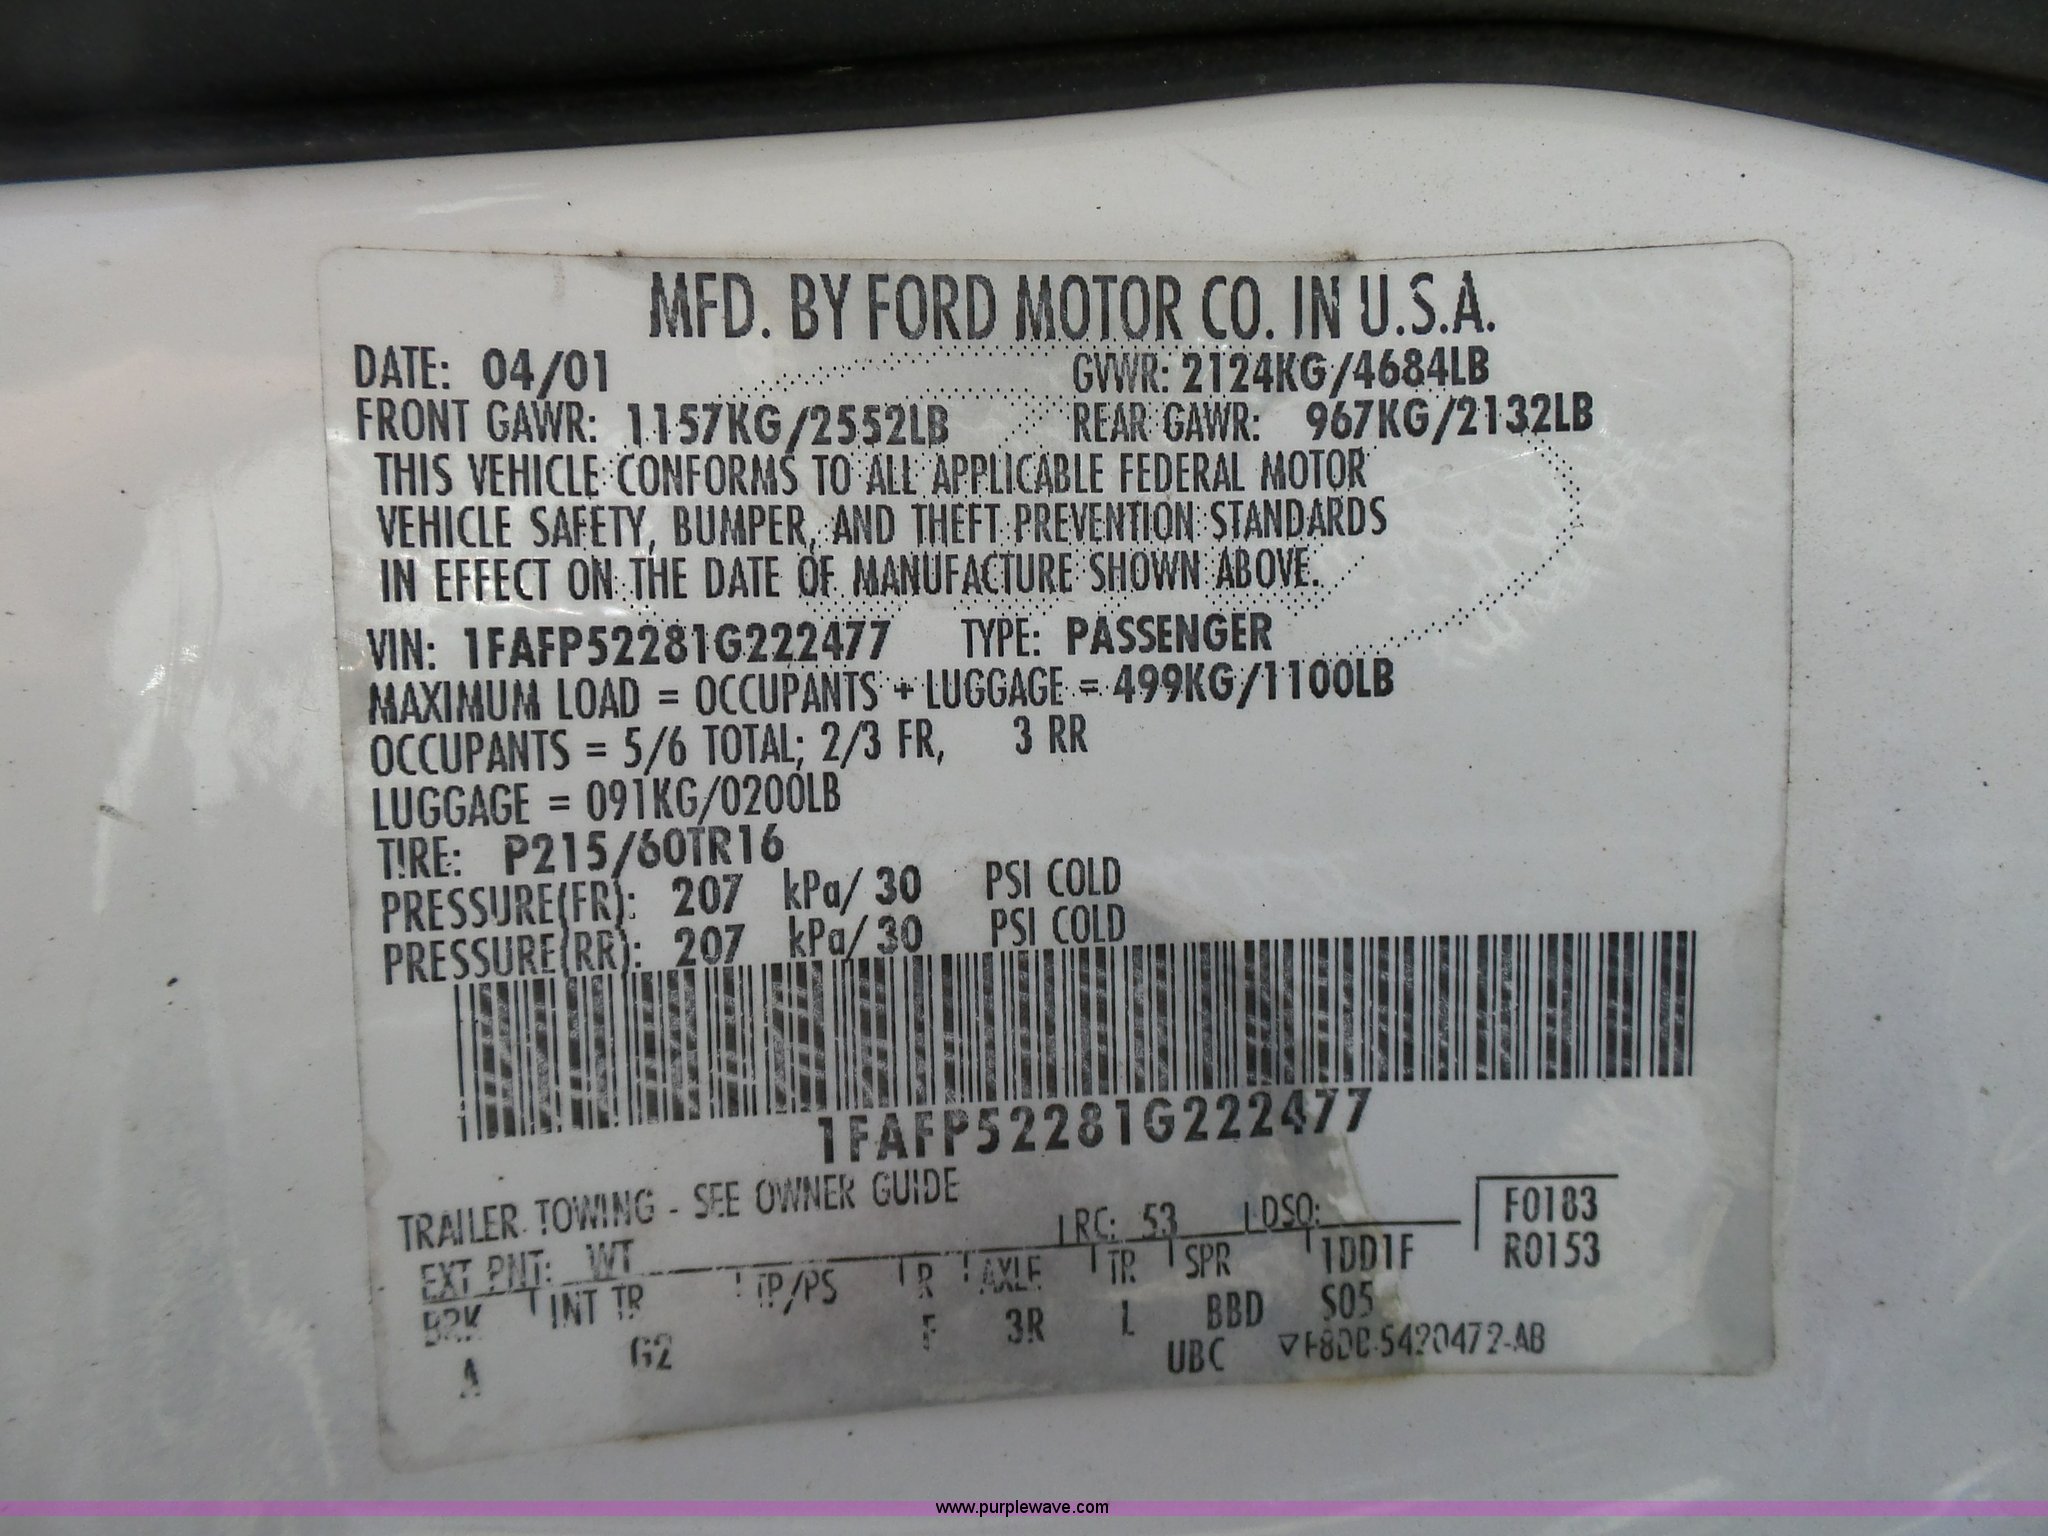 MFD. BY FORD MOTOR CO. IN U.S.A.
DATE: 04/01 GVWR: 2124KG/4684LB
FRONT GAWR: 1157KG/2552LB REAR GAWR: 967KG/2132LB
THIS VEHICLE CONFORMS TO ALL APPLICABLE FEDERAL MOTOR
VEHICLE SAFETY, BUMPER, AND THEFT PREVENTION STANDARDS
IN EFFECT ON THE DATE OF MANUFACTURE SHOWN ABOVE.
VIN: 1FAFP52281G222477 TYPE: PASSENGER
MAXIMUM LOAD = OCCUPANTS + LUGGAGE = 499KG/1100LB
OCCUPANTS = 5/6 TOTAL; 2/3 FR, 3 RR
LUGGAGE = 091KG/0200LB
TIRE: P215/60TR16
PRESSURE(FR): 207 kPa/ 30 PSI COLD
PRESSURE(RR): 207 kPa/ 30 PSI COLD
1FAFP52281G222477
TRAILER TOWING - SEE OWNER GUIDE
EXT PNT: WT RC: 53 DSO: F0183
BRK INT TR TP/PS R AXLE TR SPR 1DD1F R0153
A G2 F 3R L BBD S05
UBC F8DB-5420472-AB
www.purplewave.com